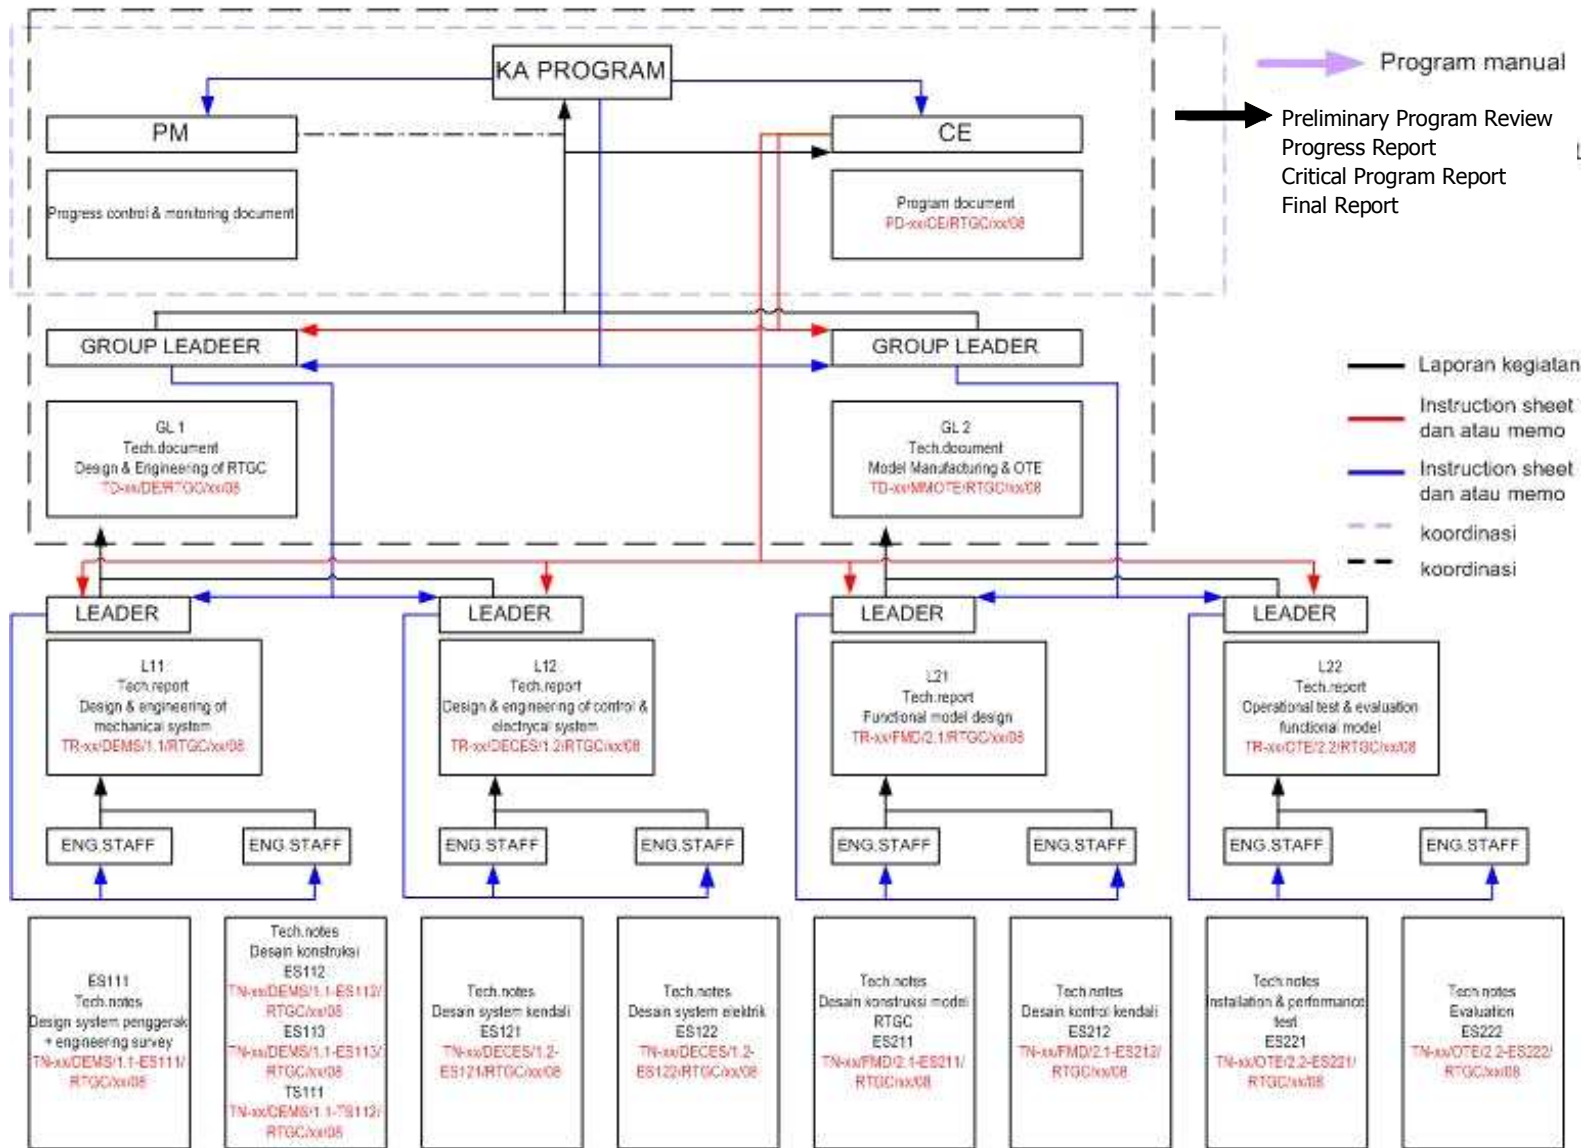 KA PROGRAM
PM
CE
Progress control & monitoring document
Program document
PD-xx/CE/RTGC/xx/08
Program manual
Preliminary Program Review
Progress Report
Critical Program Report
Final Report
GROUP LEADEER
GROUP LEADER
GL 1
Tech.document
Design & Engineering of RTGC
TD-xx/DE/RTGC/xx/08
GL 2
Tech.document
Model Manufacturing & OTE
TD-xx/MMOTE/RTGC/xx/08
Laporan kegiatan
Instruction sheet
dan atau memo
Instruction sheet
dan atau memo
koordinasi
koordinasi
LEADER
LEADER
LEADER
LEADER
L11
Tech.report
Design & engineering of
mechanical system
TR-xx/DEMS/1.1/RTGC/xx/08
L12
Tech.report
Design & engineering of control &
electrycal system
TR-xx/DECES/1.2/RTGC/xx/08
L21
Tech.report
Functional model design
TR-xx/FMD/2.1/RTGC/xx/08
L22
Tech.report
Operational test & evaluation
functional model
TR-xx/OTE/2.2/RTGC/xx/08
ENG.STAFF
ENG.STAFF
ENG.STAFF
ENG.STAFF
ENG.STAFF
ENG.STAFF
ENG.STAFF
ENG.STAFF
ES111
Tech.notes
Design system penggerak
+ engineering survey
TN-xx/DEMS/1.1-ES111/
RTGC/xx/08
Tech.notes
Desain konstruksi
ES112
TN-xx/DEMS/1.1-ES112/
RTGC/xx/08
ES113
TN-xx/DEMS/1.1-ES113/
RTGC/xx/08
TS111
TN-xx/DEMS/1.1-TS112/
RTGC/xx/08
Tech.notes
Desain system kendali
ES121
TN-xx/DECES/1.2-
ES121/RTGC/xx/08
Tech.notes
Desain system elektrik
ES122
TN-xx/DECES/1.2-
ES122/RTGC/xx/08
Tech.notes
Desain konstruksi model
RTGC
ES211
TN-xx/FMD/2.1-ES211/
RTGC/xx/08
Tech.notes
Desain kontrol kendali
ES212
TN-xx/FMD/2.1-ES212/
RTGC/xx/08
Tech.notes
Installation & performance
test
ES221
TN-xx/OTE/2.2-ES221/
RTGC/xx/08
Tech.notes
Evaluation
ES222
TN-xx/OTE/2.2-ES222/
RTGC/xx/08